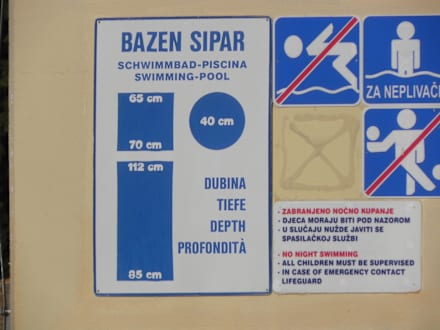 BAZEN SIPAR
SCHWIMMBAD-PISCINA
SWIMMING-POOL
65 cm
40 cm
70 cm
112 cm
DUBINA
TIEFE
DEPTH
PROFONDITÀ
85 cm
ZA NEPLIVAČE
- ZABRANJENO NOĆNO KUPANJE
- DJECA MORAJU BITI POD NAZOROM
- U SLUČAJU NUŽDE JAVITI SE
SPASILAČKOJ SLUŽBI
- NO NIGHT SWIMMING
- ALL CHILDREN MUST BE SUPERVISED
- IN CASE OF EMERGENCY CONTACT
LIFEGUARD